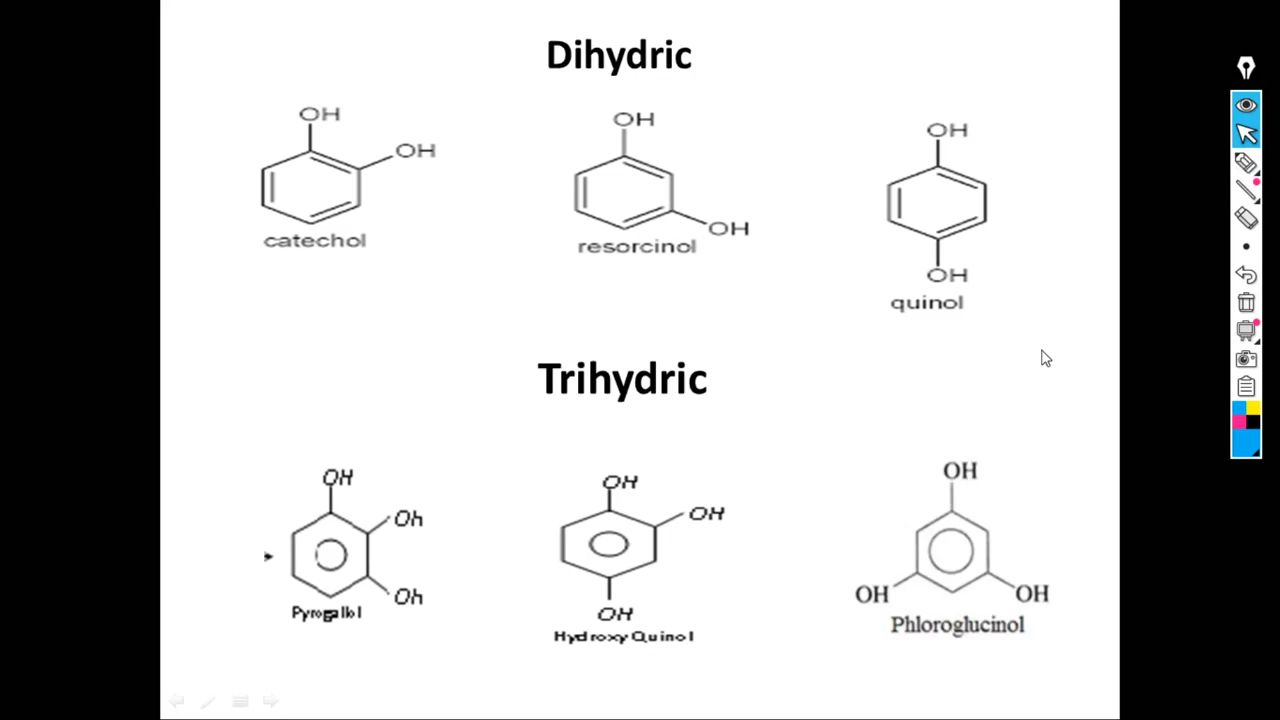 Dihydric
OH
OH
catechol
OH
OH
resorcinol
OH
OH
quinol
Trihydric
OH
Oh
Oh
Pyrogallol
OH
OH
OH
Hydroxy Quinol
OH
OH
OH
Phloroglucinol